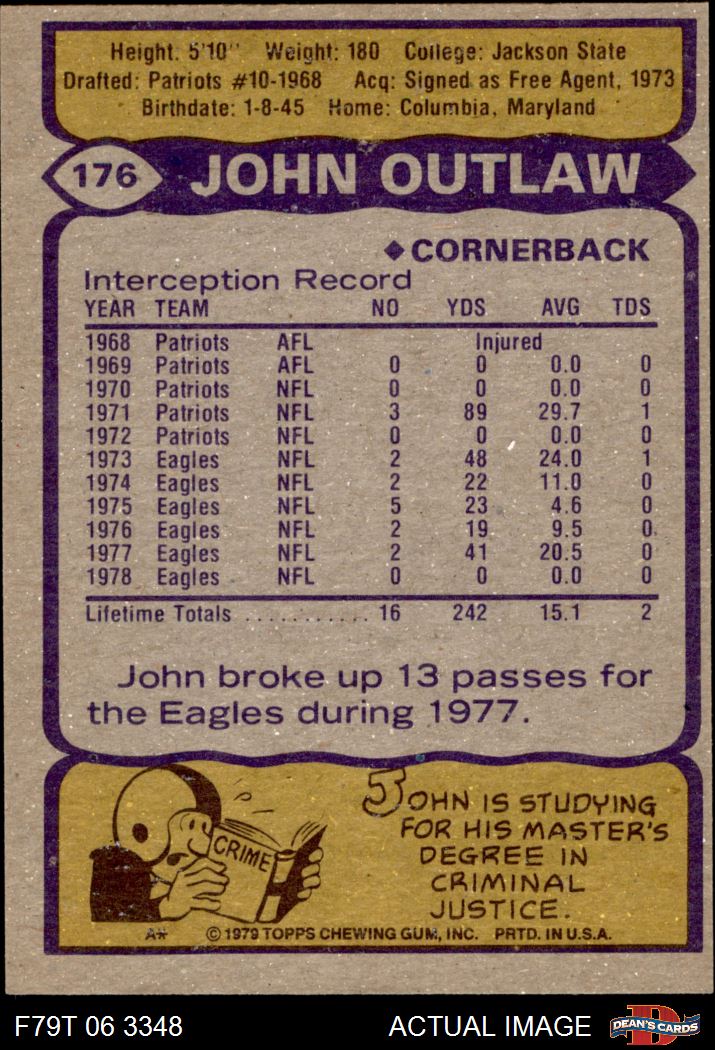 Height: 5'10" Weight: 180 College: Jackson State
Drafted: Patriots #10-1968 Acq: Signed as Free Agent, 1973
Birthdate: 1-8-45 Home: Columbia, Maryland
176 JOHN OUTLAW
◆CORNERBACK
Interception Record
YEAR TEAM NO YDS AVG TDS
1968 Patriots AFL Injured
1969 Patriots AFL 0 0 0.0 0
1970 Patriots NFL 0 0 0.0 0
1971 Patriots NFL 3 89 29.7 1
1972 Patriots NFL 0 0 0.0 0
1973 Eagles NFL 2 48 24.0 1
1974 Eagles NFL 2 22 11.0 0
1975 Eagles NFL 5 23 4.6 0
1976 Eagles NFL 2 19 9.5 0
1977 Eagles NFL 2 41 20.5 0
1978 Eagles NFL 0 0 0.0 0
Lifetime Totals ........... 16 242 15.1 2
John broke up 13 passes for
the Eagles during 1977.
CRIME
JOHN IS STUDYING
FOR HIS MASTER'S
DEGREE IN
CRIMINAL
JUSTICE.
A* © 1979 TOPPS CHEWING GUM, INC. PRTD. IN U.S.A.
F79T 06 3348 ACTUAL IMAGE D DEAN'S CARDS